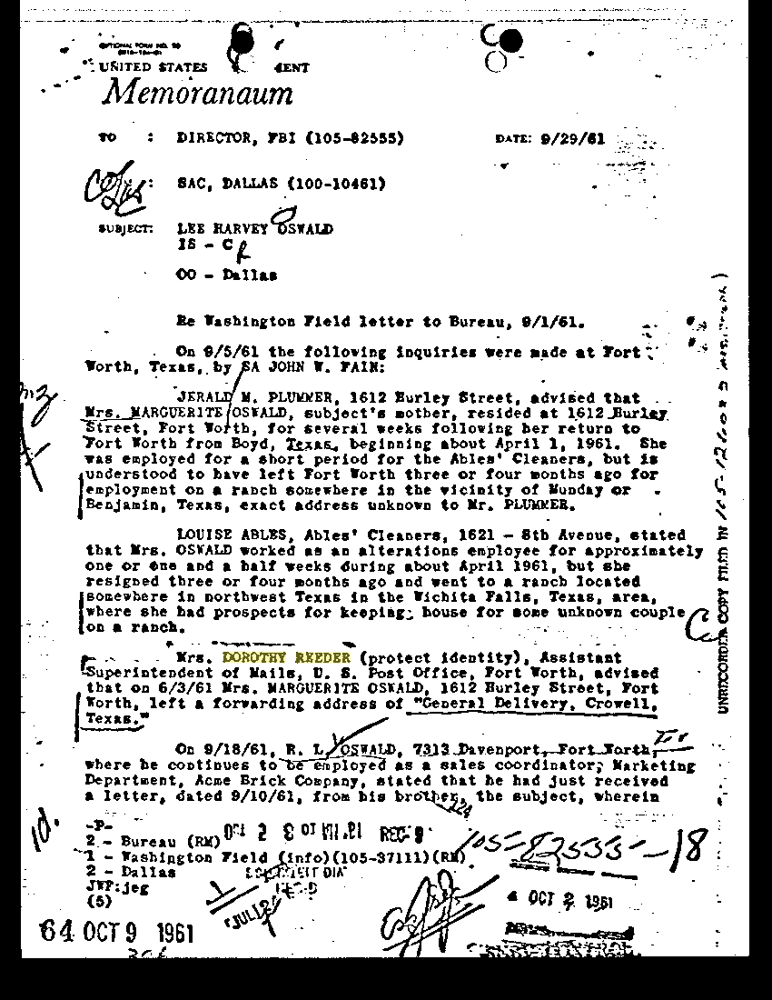 OPTIONAL FORM NO. 10
UNITED STATES MENT
Memoranaum
TO : DIRECTOR, FBI (105-82555) DATE: 9/29/61
: SAC, DALLAS (100-10461)
SUBJECT: LEE HARVEY OSWALD
IS - C
OO - Dallas
Re Washington Field letter to Bureau, 9/1/61.
On 9/5/61 the following inquiries were made at Fort
Worth, Texas, by SA JOHN W. FAIN:
JERALD M. PLUMMER, 1612 Hurley Street, advised that
Mrs. MARGUERITE OSWALD, subject's mother, resided at 1612 Hurley
Street, Fort Worth, for several weeks following her return to
Fort Worth from Boyd, Texas, beginning about April 1, 1961. She
was employed for a short period for the Ables' Cleaners, but is
understood to have left Fort Worth three or four months ago for
employment on a ranch somewhere in the vicinity of Munday or
Benjamin, Texas, exact address unknown to Mr. PLUMMER.
LOUISE ABLES, Ables' Cleaners, 1621 - 8th Avenue, stated
that Mrs. OSWALD worked as an alterations employee for approximately
one or one and a half weeks during about April 1961, but she
resigned three or four months ago and went to a ranch located
somewhere in northwest Texas in the Wichita Falls, Texas, area,
where she had prospects for keeping house for some unknown couple
on a ranch.
Mrs. DOROTHY REEDER (protect identity), Assistant
Superintendent of Mails, U. S. Post Office, Fort Worth, advised
that on 6/3/61 Mrs. MARGUERITE OSWALD, 1612 Hurley Street, Fort
Worth, left a forwarding address of "General Delivery, Crowell,
Texas."
On 9/18/61, R. L. OSWALD, 7313 Davenport, Fort Worth,
where he continues to be employed as a sales coordinator, Marketing
Department, Acme Brick Company, stated that he had just received
a letter, dated 9/10/61, from his brother, the subject, wherein
124
-P-
2 - Bureau (RM)
REC-9
105-82555-18
1 - Washington Field (info)(105-37111)(RM)
2 - Dallas
JWF:jeg
(5)
4 OCT 2 1961
64 OCT 9 1961
UNRECORDED COPY FILED IN